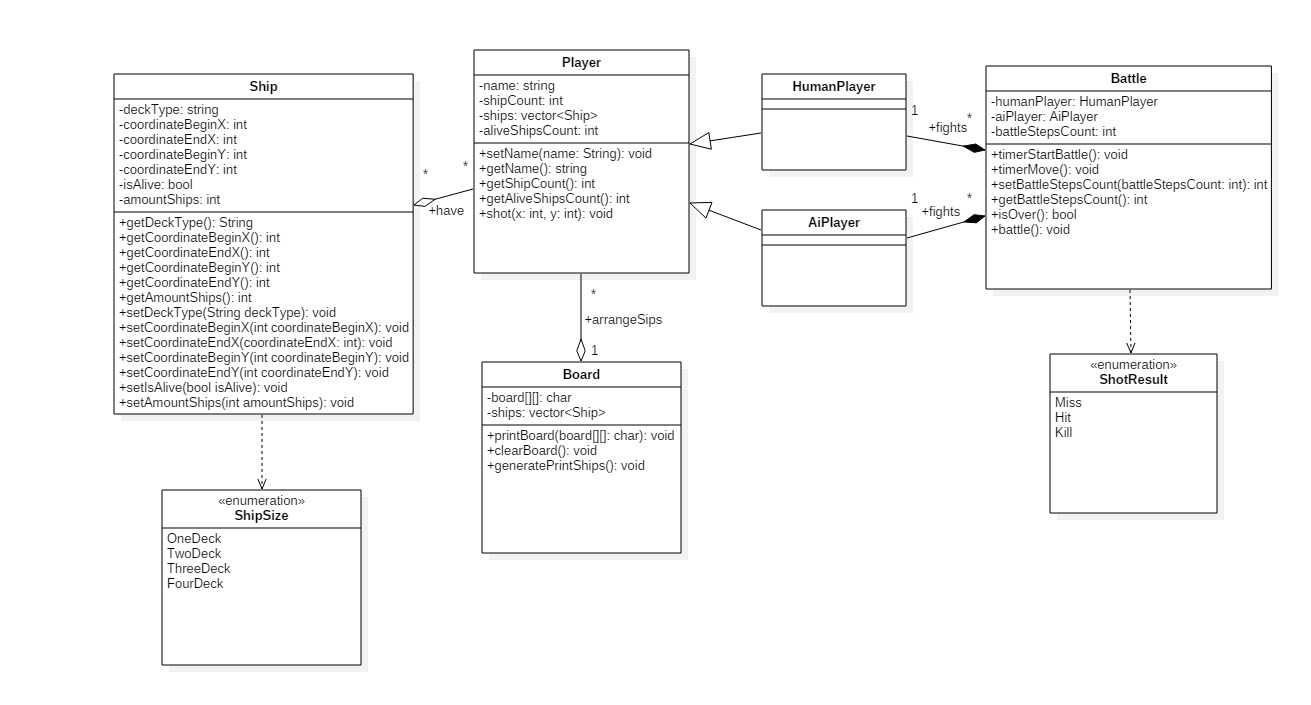 Ship
-deckType: string
-coordinateBeginX: int
-coordinateEndX: int
-coordinateBeginY: int
-coordinateEndY: int
-isAlive: bool
-amountShips: int
+getDeckType(): String
+getCoordinateBeginX(): int
+getCoordinateEndX(): int
+getCoordinateBeginY(): int
+getCoordinateEndY(): int
+getAmountShips(): int
+setDeckType(String deckType): void
+setCoordinateBeginX(int coordinateBeginX): void
+setCoordinateEndX(coordinateEndX: int): void
+setCoordinateBeginY(int coordinateBeginY): void
+setCoordinateEndY(int coordinateEndY): void
+setIsAlive(bool isAlive): void
+setAmountShips(int amountShips): void
*
*
+have
«enumeration»
ShipSize
OneDeck
TwoDeck
ThreeDeck
FourDeck
Player
-name: string
-shipCount: int
-ships: vector<Ship>
-aliveShipsCount: int
+setName(name: String): void
+getName(): string
+getShipCount(): int
+getAliveShipsCount(): int
+shot(x: int, y: int): void
*
+arrangeSips
1
Board
-board[][]: char
-ships: vector<Ship>
+printBoard(board[][]: char): void
+clearBoard(): void
+generatePrintShips(): void
HumanPlayer
1
*
+fights
AiPlayer
1
*
+fights
Battle
-humanPlayer: HumanPlayer
-aiPlayer: AiPlayer
-battleStepsCount: int
+timerStartBattle(): void
+timerMove(): void
+setBattleStepsCount(battleStepsCount: int): int
+getBattleStepsCount(): int
+isOver(): bool
+battle(): void
«enumeration»
ShotResult
Miss
Hit
Kill